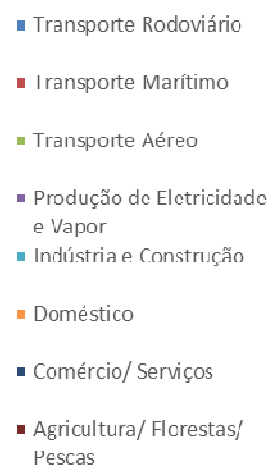 Transporte Rodoviário
Transporte Marítimo
Transporte Aéreo
Produção de Eletricidade
e Vapor
Indústria e Construção
Doméstico
Comércio/ Serviços
Agricultura/ Florestas/
Pescas